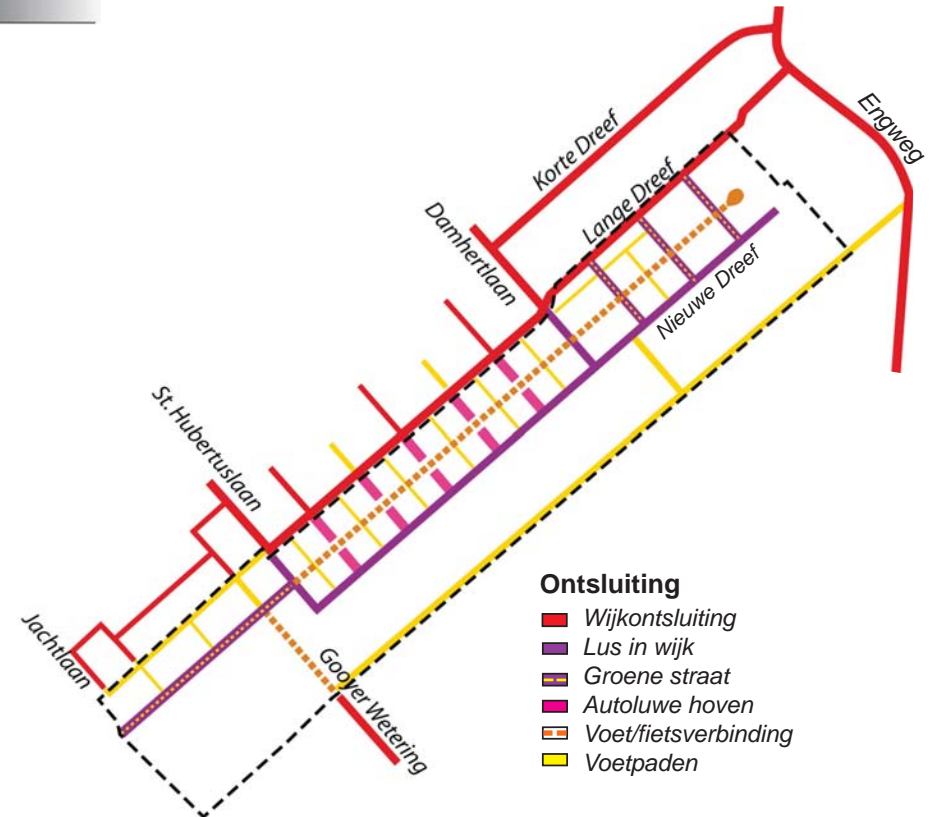 Engweg
Korte Dreef
Lange Dreef
Damhertlaan
Nieuwe Dreef
St. Hubertuslaan
Jachtlaan
Gooyer Wetering
Ontsluiting
Wijkontsluiting
Lus in wijk
Groene straat
Autoluwe hoven
Voet/fietsverbinding
Voetpaden